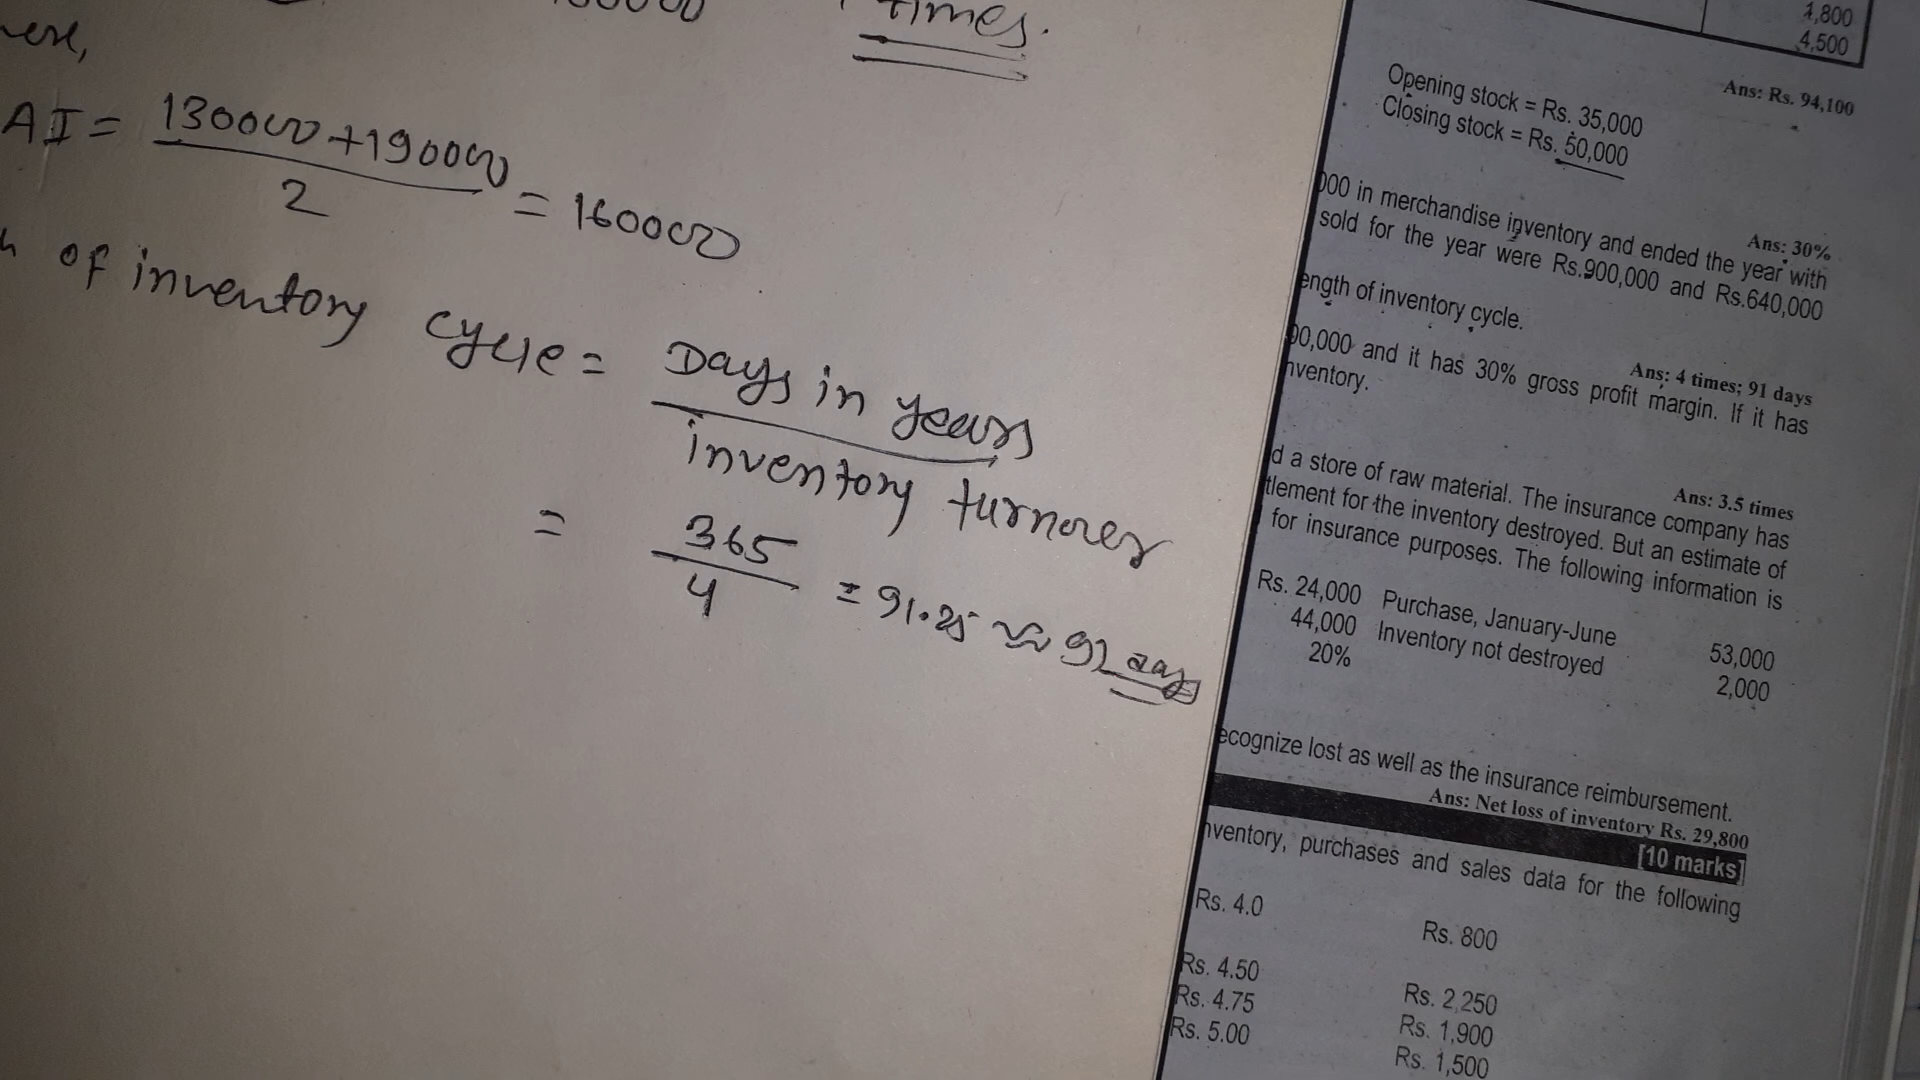 times.
AI = 130000 + 190000 / 2 = 160000
of inventory cycle = Days in years / inventory turnover
= 365 / 4 = 91.25 ≈ 92 days
1,800
4,500
Ans: Rs. 94,100
Opening stock = Rs. 35,000
Closing stock = Rs. 50,000
Ans: 30%
000 in merchandise inventory and ended the year with
sold for the year were Rs.900,000 and Rs.640,000
ength of inventory cycle.
Ans: 4 times; 91 days
90,000 and it has 30% gross profit margin. If it has
nventory.
Ans: 3.5 times
d a store of raw material. The insurance company has
tlement for the inventory destroyed. But an estimate of
for insurance purposes. The following information is
Rs. 24,000 Purchase, January-June 53,000
44,000 Inventory not destroyed 2,000
20%
ecognize lost as well as the insurance reimbursement.
Ans: Net loss of inventory Rs. 29,800
[10 marks]
nventory, purchases and sales data for the following
Rs. 4.0 Rs. 800
Rs. 4.50 Rs. 2,250
Rs. 4.75 Rs. 1,900
Rs. 5.00 Rs. 1,500